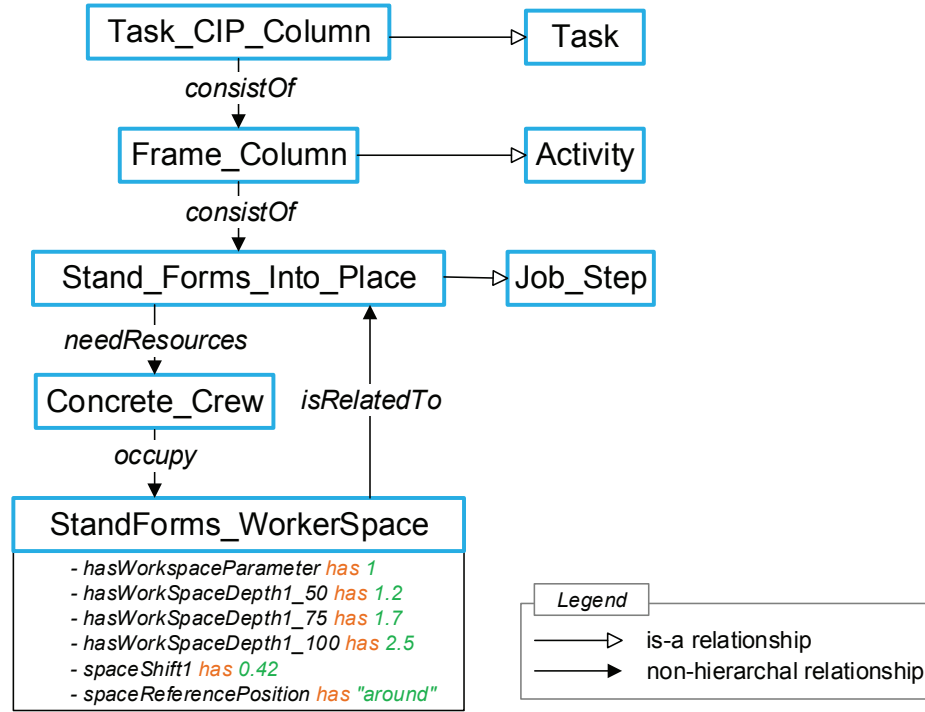 Task_CIP_Column
Task
consistOf
Frame_Column
Activity
consistOf
Stand_Forms_Into_Place
Job_Step
needResources
Concrete_Crew
isRelatedTo
occupy
StandForms_WorkerSpace
- hasWorkspaceParameter has 1
- hasWorkSpaceDepth1_50 has 1.2
- hasWorkSpaceDepth1_75 has 1.7
- hasWorkSpaceDepth1_100 has 2.5
- spaceShift1 has 0.42
- spaceReferencePosition has "around"
Legend
is-a relationship
non-hierarchal relationship